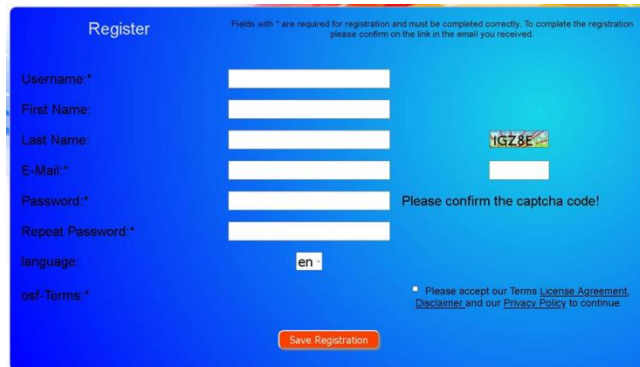 Register
Fields with * are required for registration and must be completed correctly. To complete the registration
please confirm on the link in the email you received.
Username:*
First Name:
Last Name:
IGZ8E
E-Mail:*
Password:*
Please confirm the captcha code!
Repeat Password:*
language:
en
osf-Terms:*
Please accept our Terms License Agreement,
Disclaimer and our Privacy Policy to continue.
Save Registration